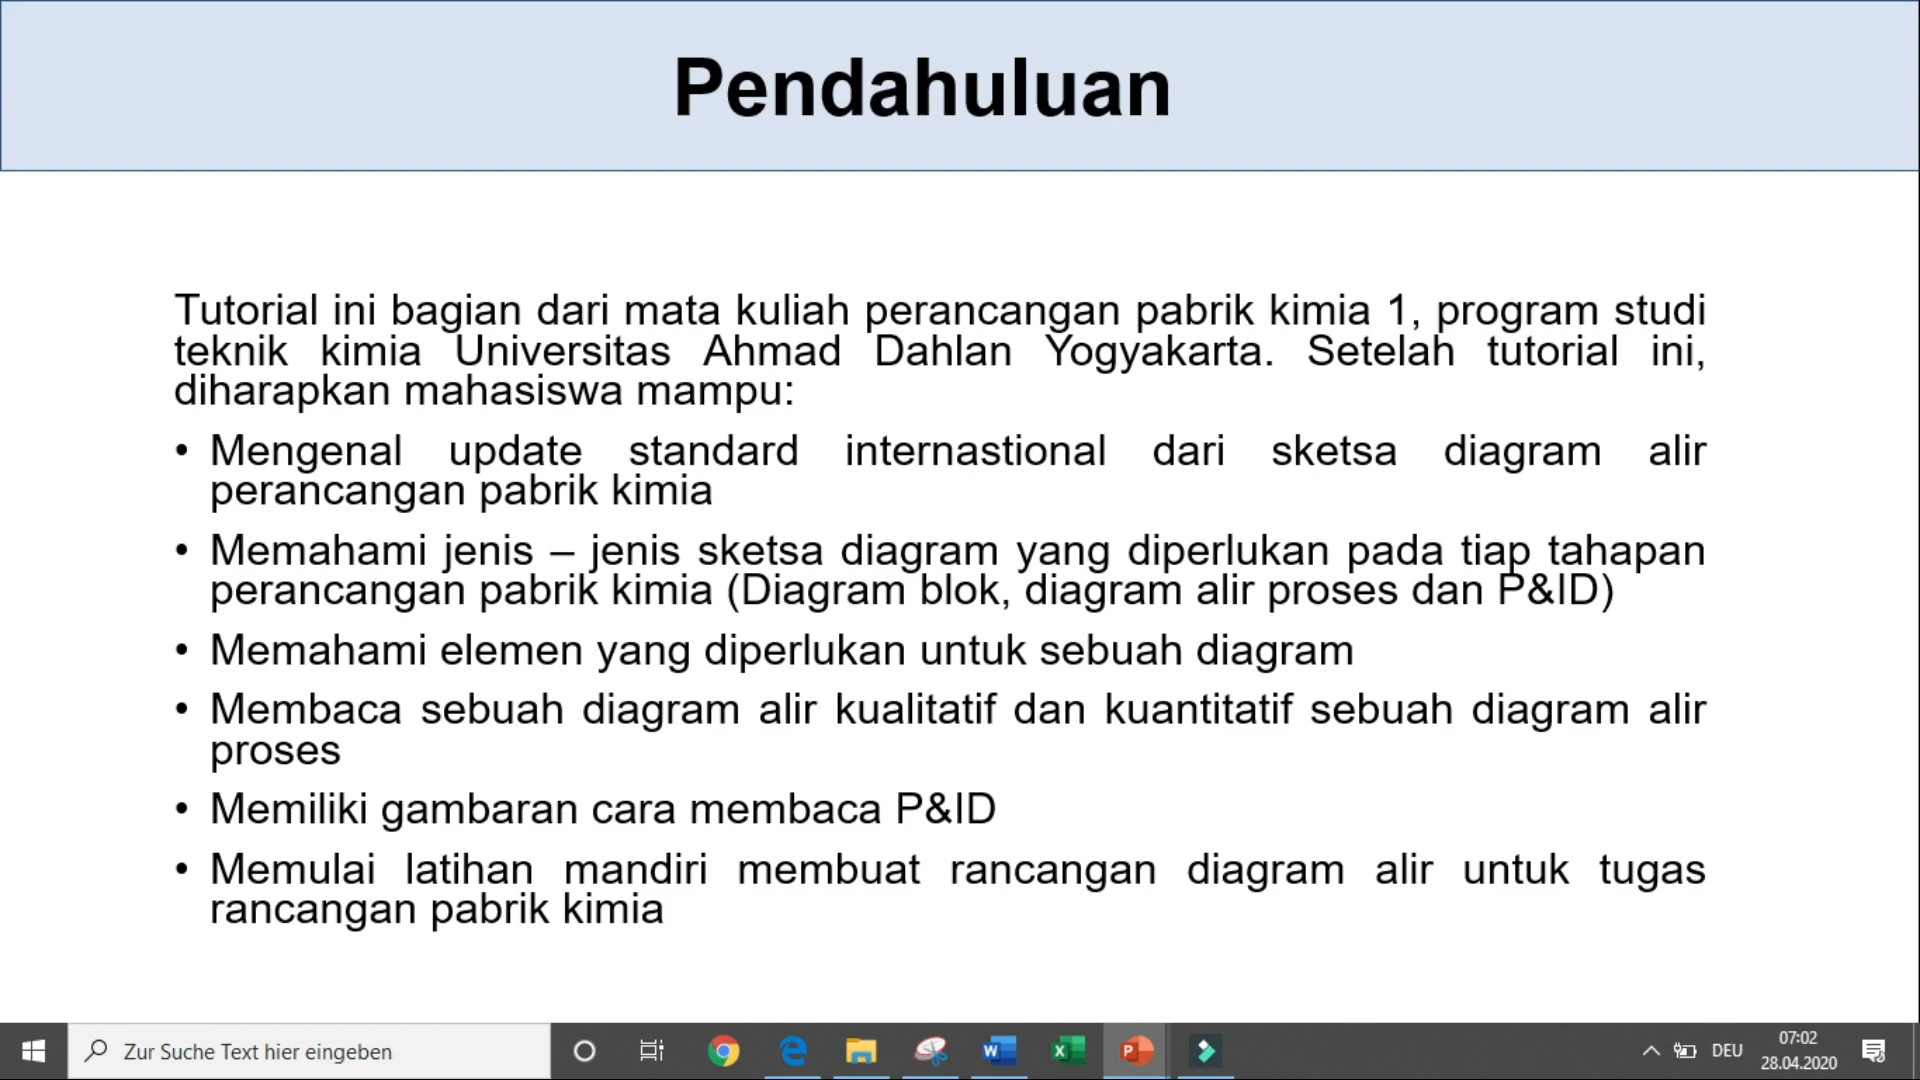 Pendahuluan
Tutorial ini bagian dari mata kuliah perancangan pabrik kimia 1, program studi
teknik kimia Universitas Ahmad Dahlan Yogyakarta. Setelah tutorial ini,
diharapkan mahasiswa mampu:
• Mengenal update standard internastional dari sketsa diagram alir
perancangan pabrik kimia
• Memahami jenis – jenis sketsa diagram yang diperlukan pada tiap tahapan
perancangan pabrik kimia (Diagram blok, diagram alir proses dan P&ID)
• Memahami elemen yang diperlukan untuk sebuah diagram
• Membaca sebuah diagram alir kualitatif dan kuantitatif sebuah diagram alir
proses
• Memiliki gambaran cara membaca P&ID
• Memulai latihan mandiri membuat rancangan diagram alir untuk tugas
rancangan pabrik kimia
Zur Suche Text hier eingeben
DEU
07:02
28.04.2020